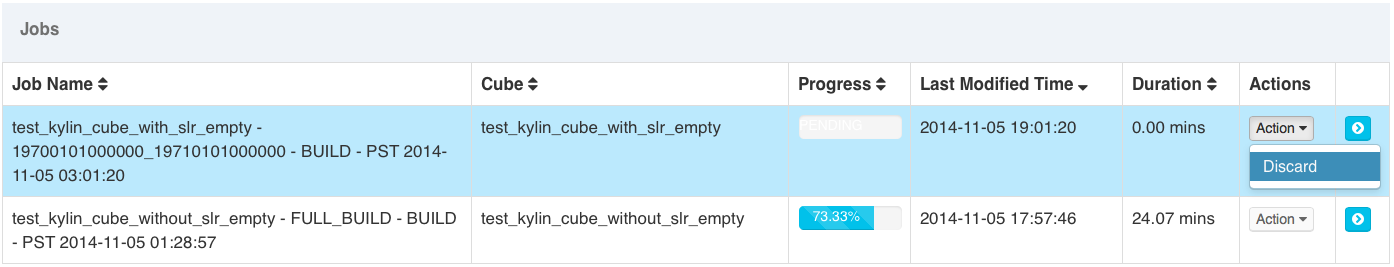 Jobs
Job Name Cube Progress Last Modified Time Duration Actions
test_kylin_cube_with_slr_empty - test_kylin_cube_with_slr_empty PENDING 2014-11-05 19:01:20 0.00 mins Action
19700101000000_19710101000000 - BUILD - PST 2014-
11-05 03:01:20
Discard
test_kylin_cube_without_slr_empty - FULL_BUILD - BUILD test_kylin_cube_without_slr_empty 73.33% 2014-11-05 17:57:46 24.07 mins Action
- PST 2014-11-05 01:28:57